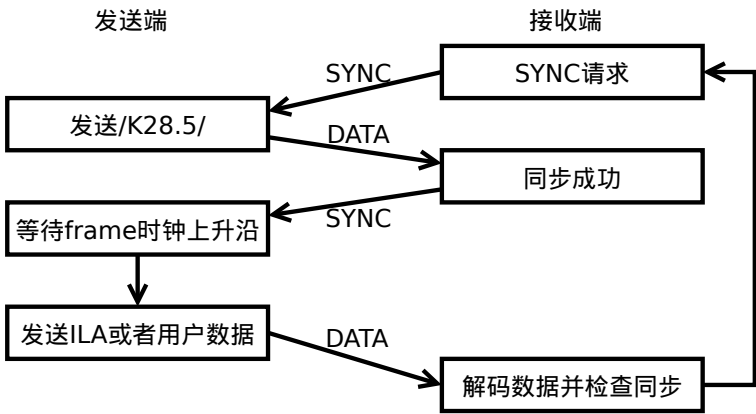 发送端
接收端
SYNC
SYNC请求
发送/K28.5/
DATA
同步成功
SYNC
等待frame时钟上升沿
发送ILA或者用户数据
DATA
解码数据并检查同步